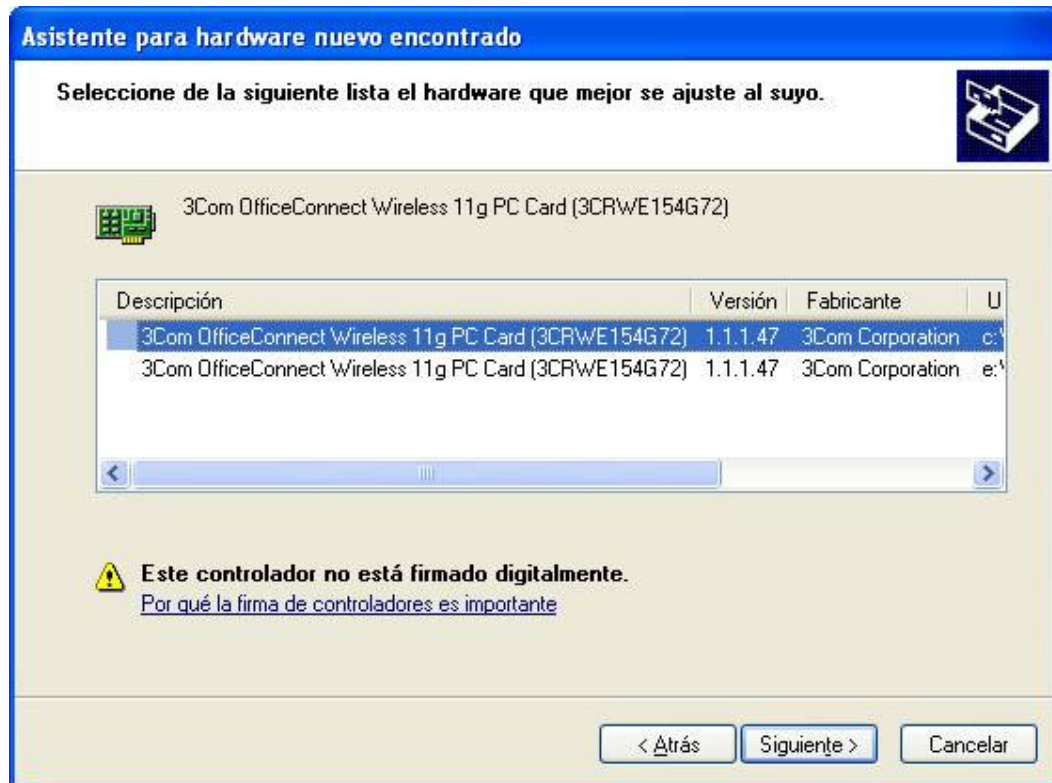 Asistente para hardware nuevo encontrado
Seleccione de la siguiente lista el hardware que mejor se ajuste al suyo.
3Com OfficeConnect Wireless 11g PC Card (3CRWE154G72)
Descripción Versión Fabricante U
3Com OfficeConnect Wireless 11g PC Card (3CRWE154G72) 1.1.1.47 3Com Corporation c:\
3Com OfficeConnect Wireless 11g PC Card (3CRWE154G72) 1.1.1.47 3Com Corporation e:\
Este controlador no está firmado digitalmente.
Por qué la firma de controladores es importante
< Atrás Siguiente > Cancelar